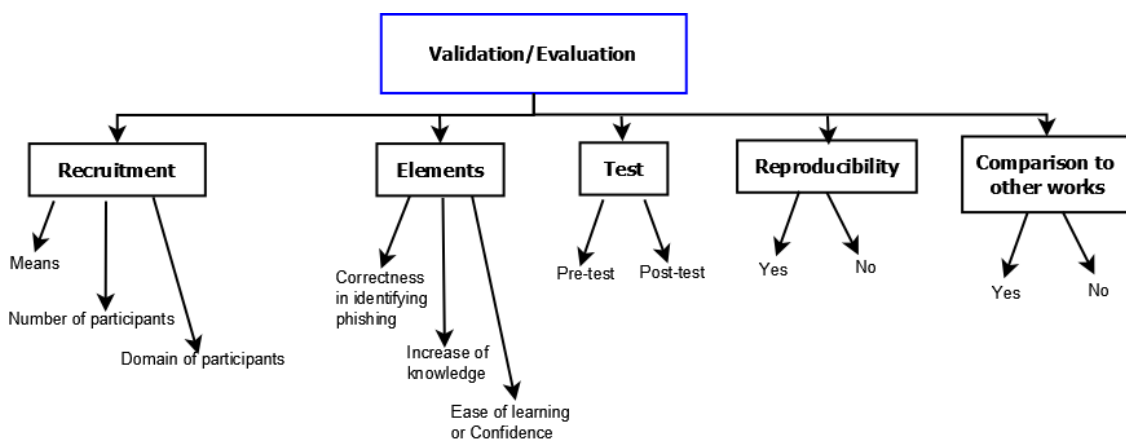 Validation/Evaluation
Recruitment
Elements
Test
Reproducibility
Comparison to
other works
Means
Number of participants
Domain of participants
Correctness
in identifying
phishing
Increase of
knowledge
Ease of learning
or Confidence
Pre-test
Post-test
Yes
No
Yes
No